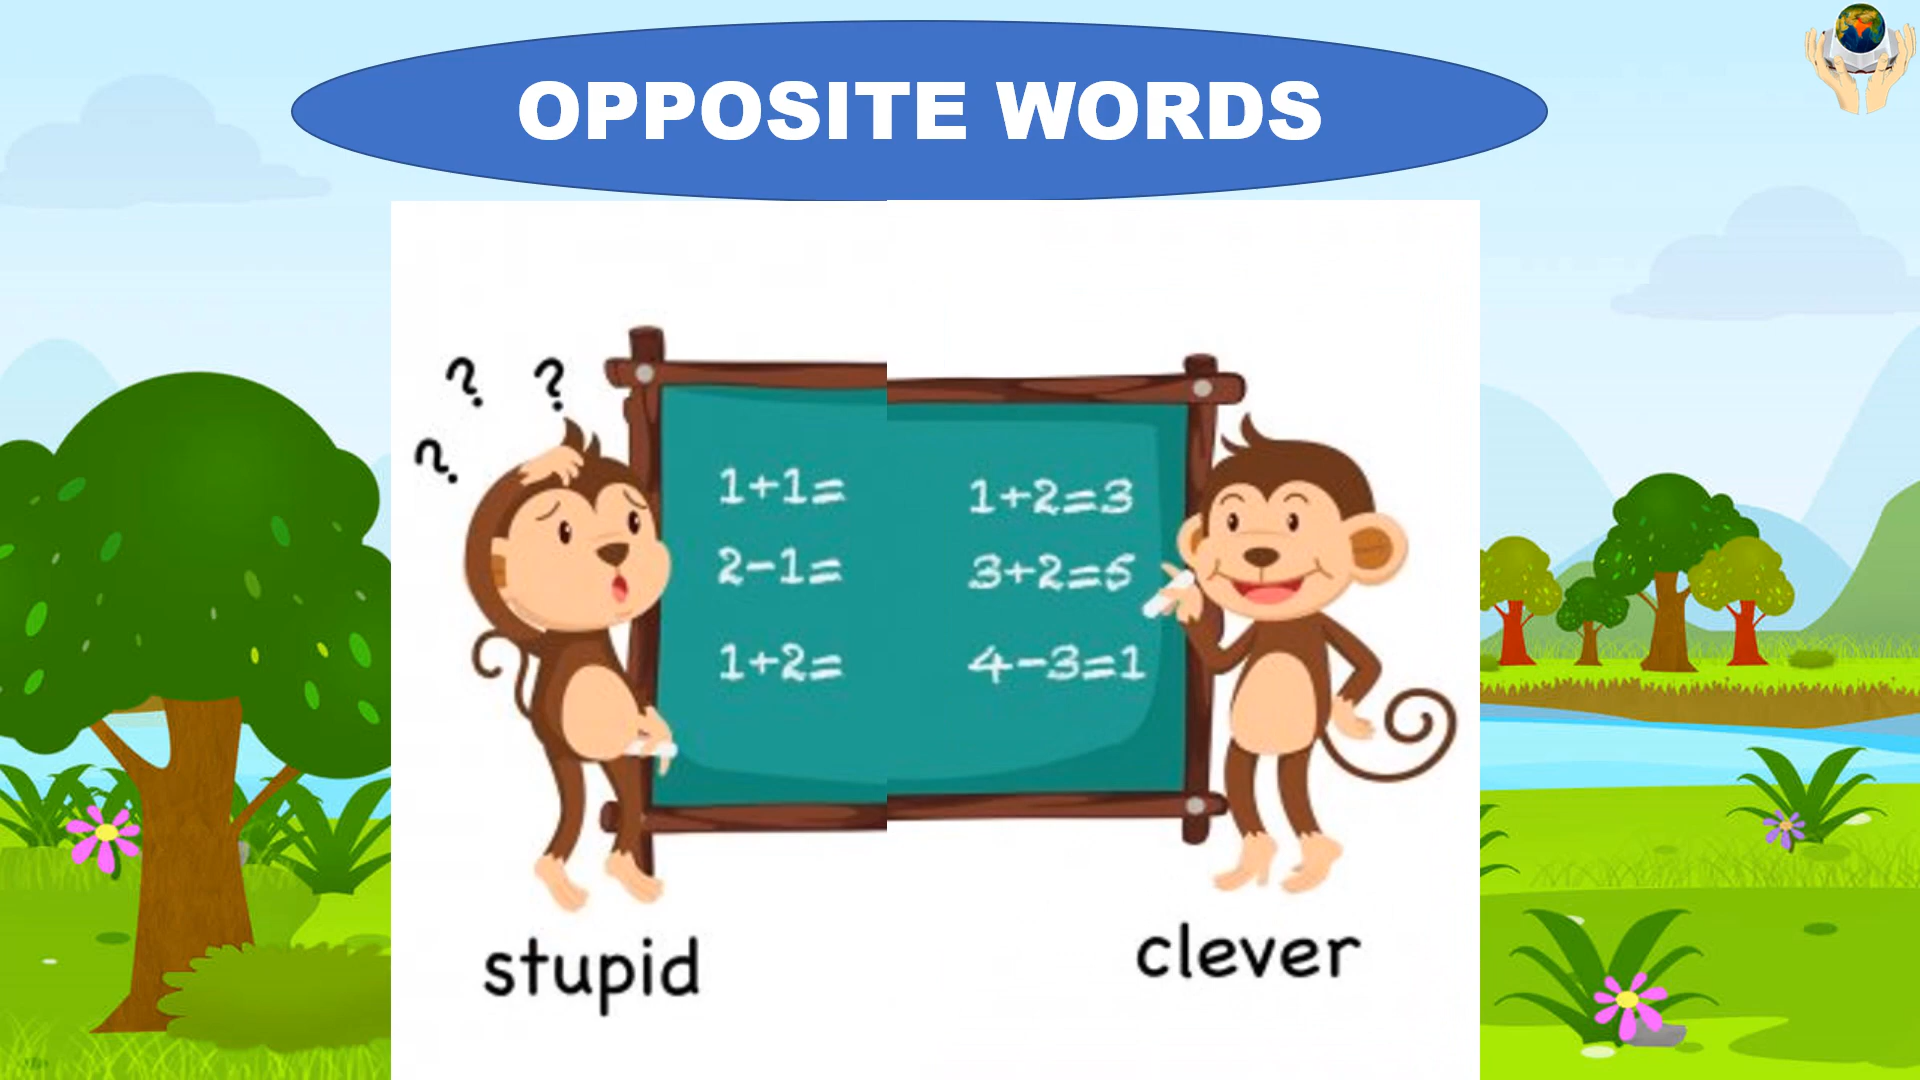 OPPOSITE WORDS
? ?
?
1+1=
2-1=
1+2=
1+2=3
3+2=5
4-3=1
stupid
clever